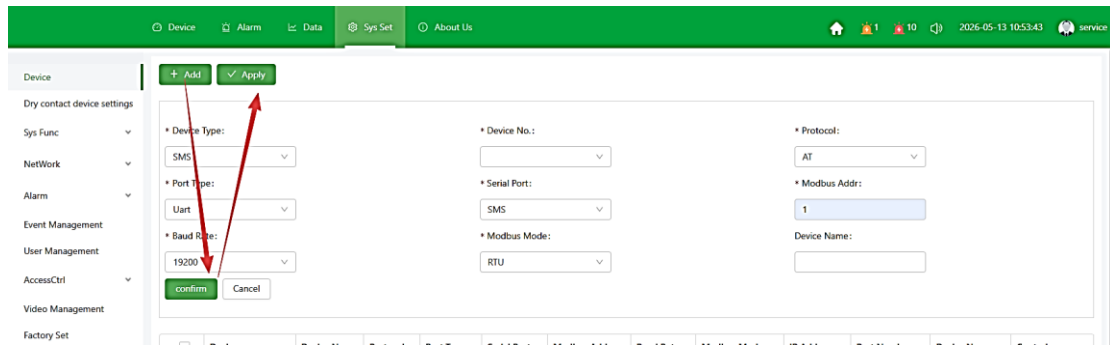 Device Alarm Data Sys Set About Us 1 10 2026-05-13 10:53:43 service
Device
+ Add ✓ Apply
Dry contact device settings
Sys Func
* Device Type: * Device No.: * Protocol:
SMS AT
NetWork
* Port Type: * Serial Port: * Modbus Addr:
Alarm
Uart SMS 1
Event Management
* Baud Rate: * Modbus Mode: Device Name:
User Management
19200 RTU
AccessCtrl
confirm Cancel
Video Management
Factory Set